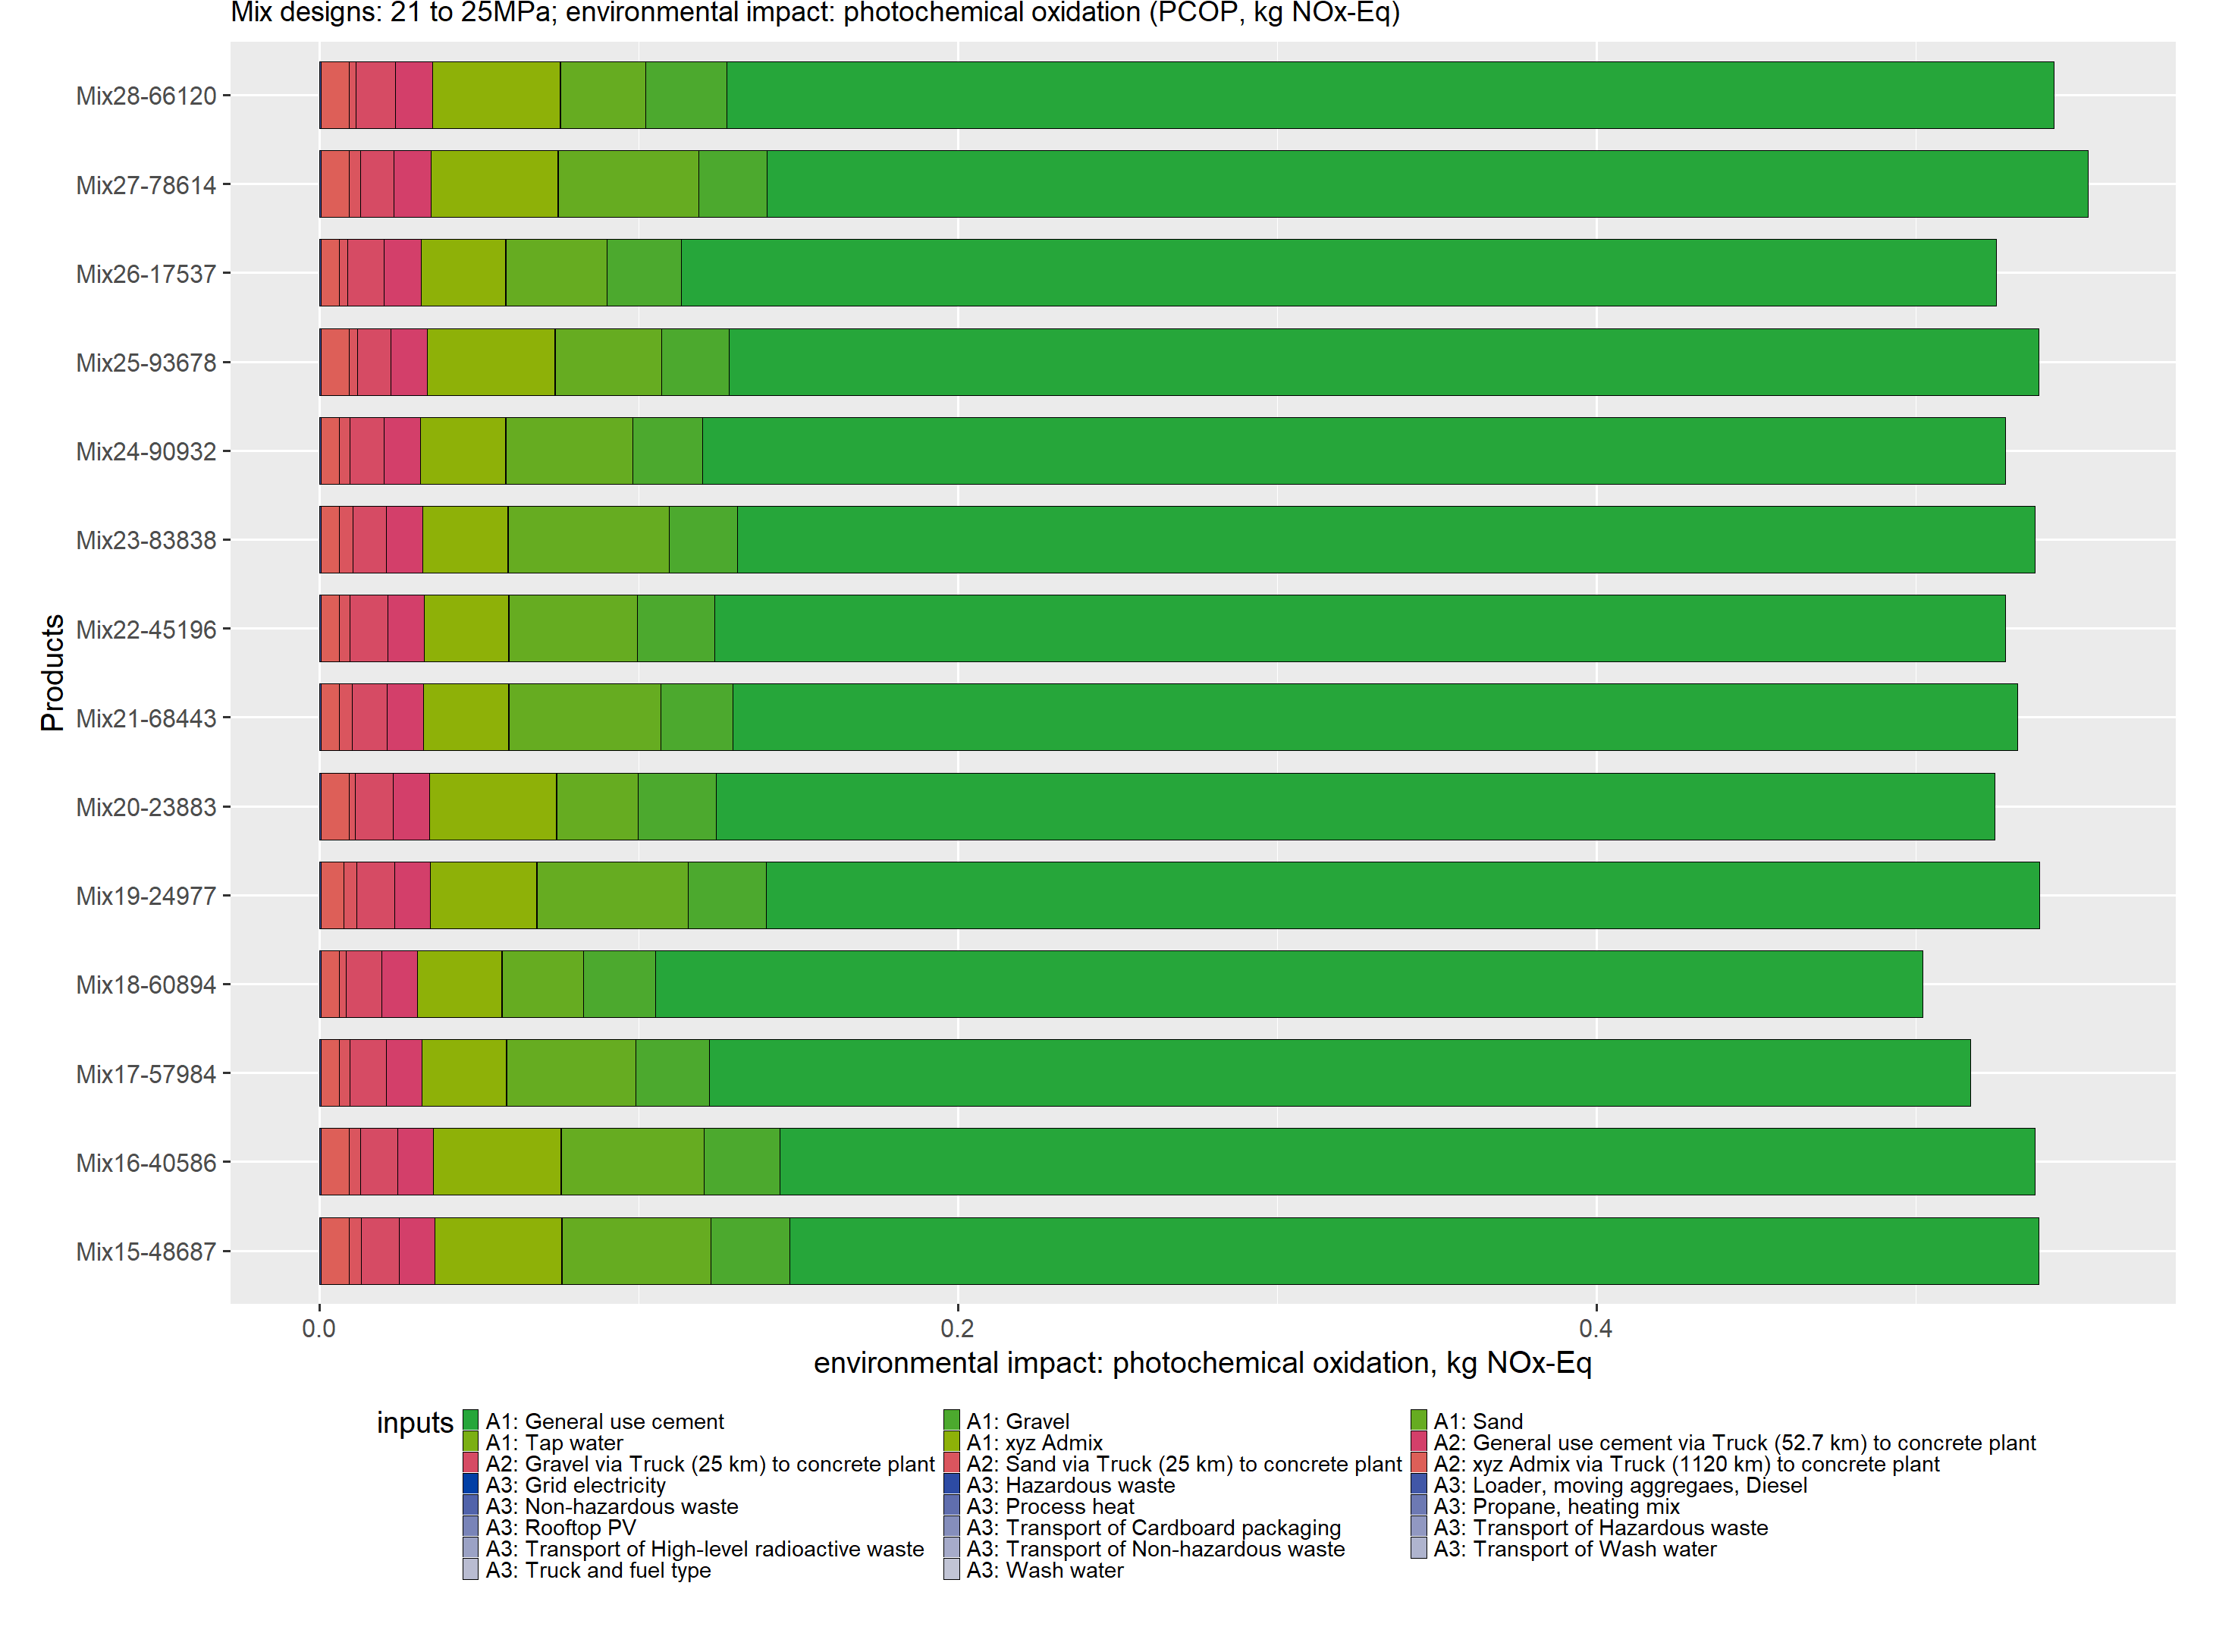 Mix designs: 21 to 25MPa; environmental impact: photochemical oxidation (PCOP, kg NOx-Eq)
Products
Mix28-66120
Mix27-78614
Mix26-17537
Mix25-93678
Mix24-90932
Mix23-83838
Mix22-45196
Mix21-68443
Mix20-23883
Mix19-24977
Mix18-60894
Mix17-57984
Mix16-40586
Mix15-48687
0.0 0.2 0.4
environmental impact: photochemical oxidation, kg NOx-Eq
inputs
A1: General use cement A1: Gravel A1: Sand
A1: Tap water A1: xyz Admix A2: General use cement via Truck (52.7 km) to concrete plant
A2: Gravel via Truck (25 km) to concrete plant A2: Sand via Truck (25 km) to concrete plant A2: xyz Admix via Truck (1120 km) to concrete plant
A3: Grid electricity A3: Hazardous waste A3: Loader, moving aggregaes, Diesel
A3: Non-hazardous waste A3: Process heat A3: Propane, heating mix
A3: Rooftop PV A3: Transport of Cardboard packaging A3: Transport of Hazardous waste
A3: Transport of High-level radioactive waste A3: Transport of Non-hazardous waste A3: Transport of Wash water
A3: Truck and fuel type A3: Wash water